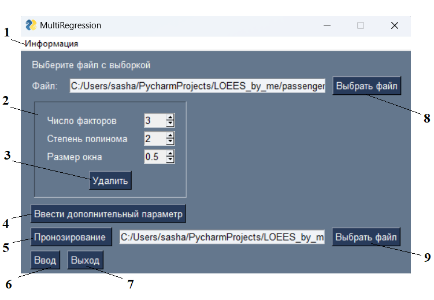 MultiRegression
1
Информация
Выберите файл с выборкой
Файл: C:/Users/sasha/PycharmProjects/LOEES_by_me/passenger Выбрать файл
8
2
Число факторов 3
Степень полинома 2
Размер окна 0.5
3
Удалить
4
Ввести дополнительный параметр
5
Пронозирование C:/Users/sasha/PycharmProjects/LOEES_by_m Выбрать файл
9
Ввод Выход
6 7